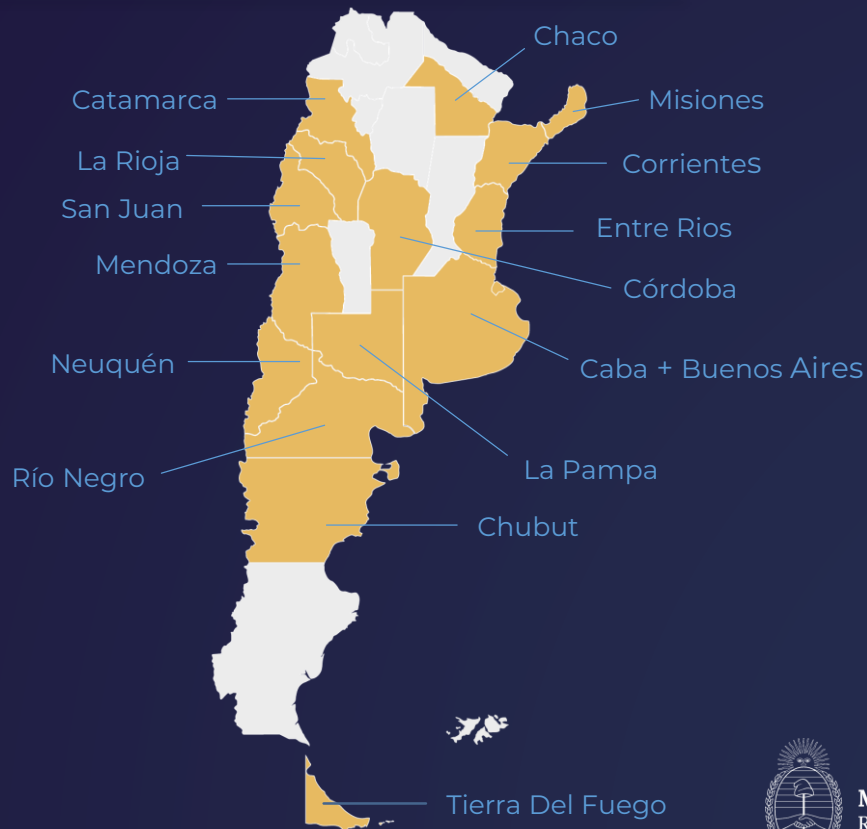 Chaco
Catamarca
Misiones
La Rioja
Corrientes
San Juan
Entre Rios
Mendoza
Córdoba
Neuquén
Caba + Buenos Aires
La Pampa
Río Negro
Chubut
Tierra Del Fuego